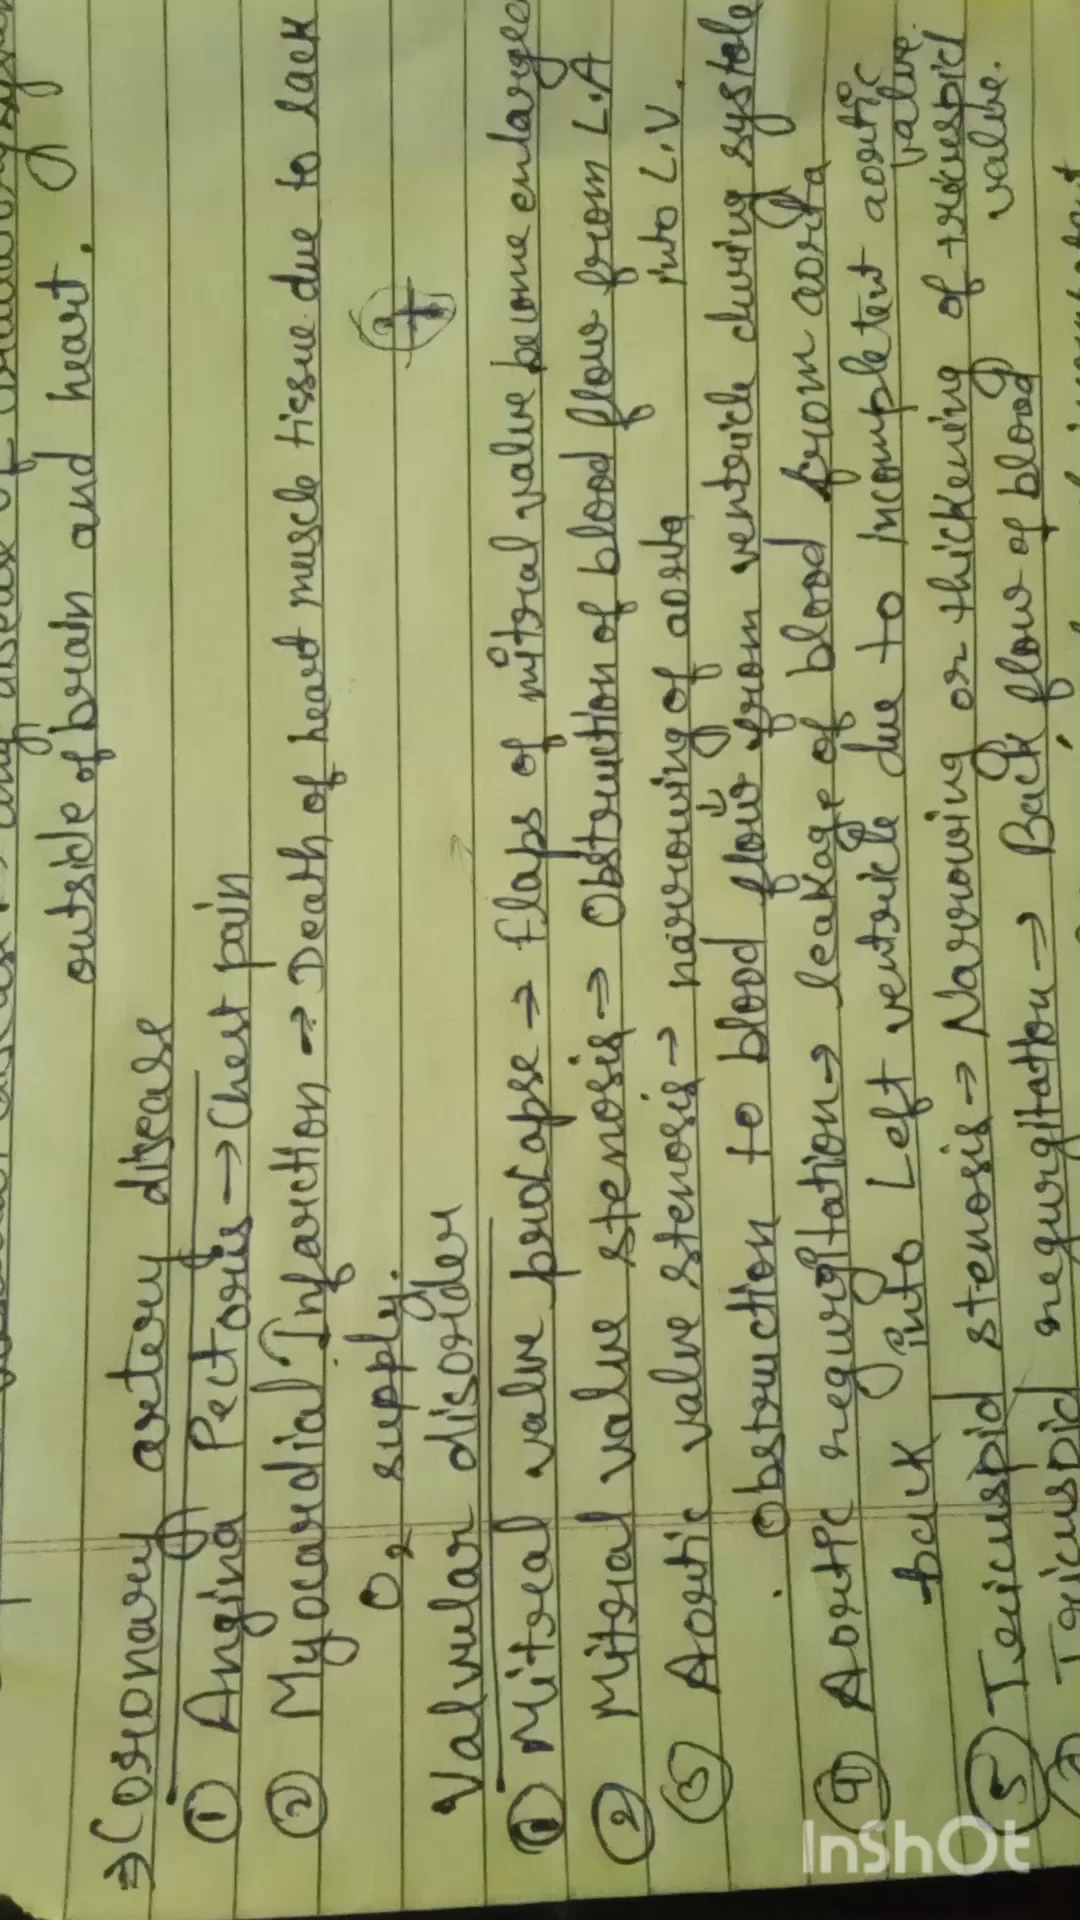 outside of brain and heart.
⇒ Coronary artery disease
① Angina Pectoris → Chest pain
② Myocardial Infarction → Death of heart muscle tissue due to lack
O2 supply.
Valvular disorder
① Mitral valve prolapse → flaps of mitral valve become enlarge
② Mitral valve stenosis → Obstruction of blood flow from L.A
into L.V.
③ Aortic valve stenosis → narrowing of aorta
↓
Obstruction to blood flow from ventricle during systole
④ Aortic regurgitation → leakage of blood from aorta
back into Left ventricle due to incompetent aortic
valve.
⑤ Tricuspid stenosis → Narrowing or thickening of tricuspid
valve.
Tricuspid regurgitation → Back flow of blood
InShOt